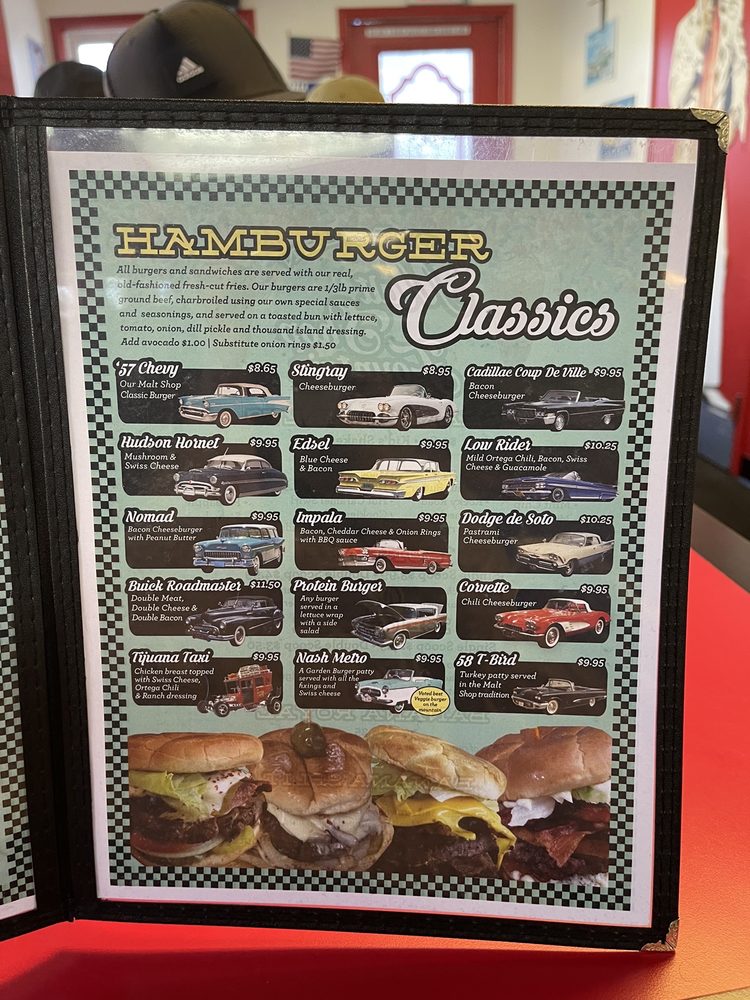 adidas
HAMBURGER
Classics
All burgers and sandwiches are served with our real,
old-fashioned fresh-cut fries. Our burgers are 1/3lb prime
ground beef, charbroiled using our own special sauces
and seasonings, and served on a toasted bun with lettuce,
tomato, onion, dill pickle and thousand island dressing.
Add avocado $1.00 | Substitute onion rings $1.50
'57 Chevy $8.65
Our Malt Shop
Classic Burger
Stingray $8.95
Cheeseburger
Cadillac Coup De Ville $9.95
Bacon
Cheeseburger
Hudson Hornet $9.95
Mushroom &
Swiss Cheese
Edsel $9.95
Blue Cheese
& Bacon
Low Rider $10.25
Mild Ortega Chili, Bacon, Swiss
Cheese & Guacamole
Nomad $9.95
Bacon Cheeseburger
with Peanut Butter
Impala $9.95
Bacon, Cheddar Cheese & Onion Rings
with BBQ sauce
Dodge de Soto $10.25
Pastrami
Cheeseburger
Buick Roadmaster $11.50
Double Meat,
Double Cheese &
Double Bacon
Protein Burger
Any burger
served in a
lettuce wrap
with a side
salad
Corvette $9.95
Chili Cheeseburger
Tijuana Taxi $9.95
Chicken breast topped
with Swiss Cheese,
Ortega Chili
& Ranch dressing
Nash Metro $9.95
A Garden Burger patty
served with all the
fixings and
Swiss cheese
Voted best
Veggie burger
on the
mountain
58 T-Bird $9.95
Turkey patty served
in the Malt
Shop tradition